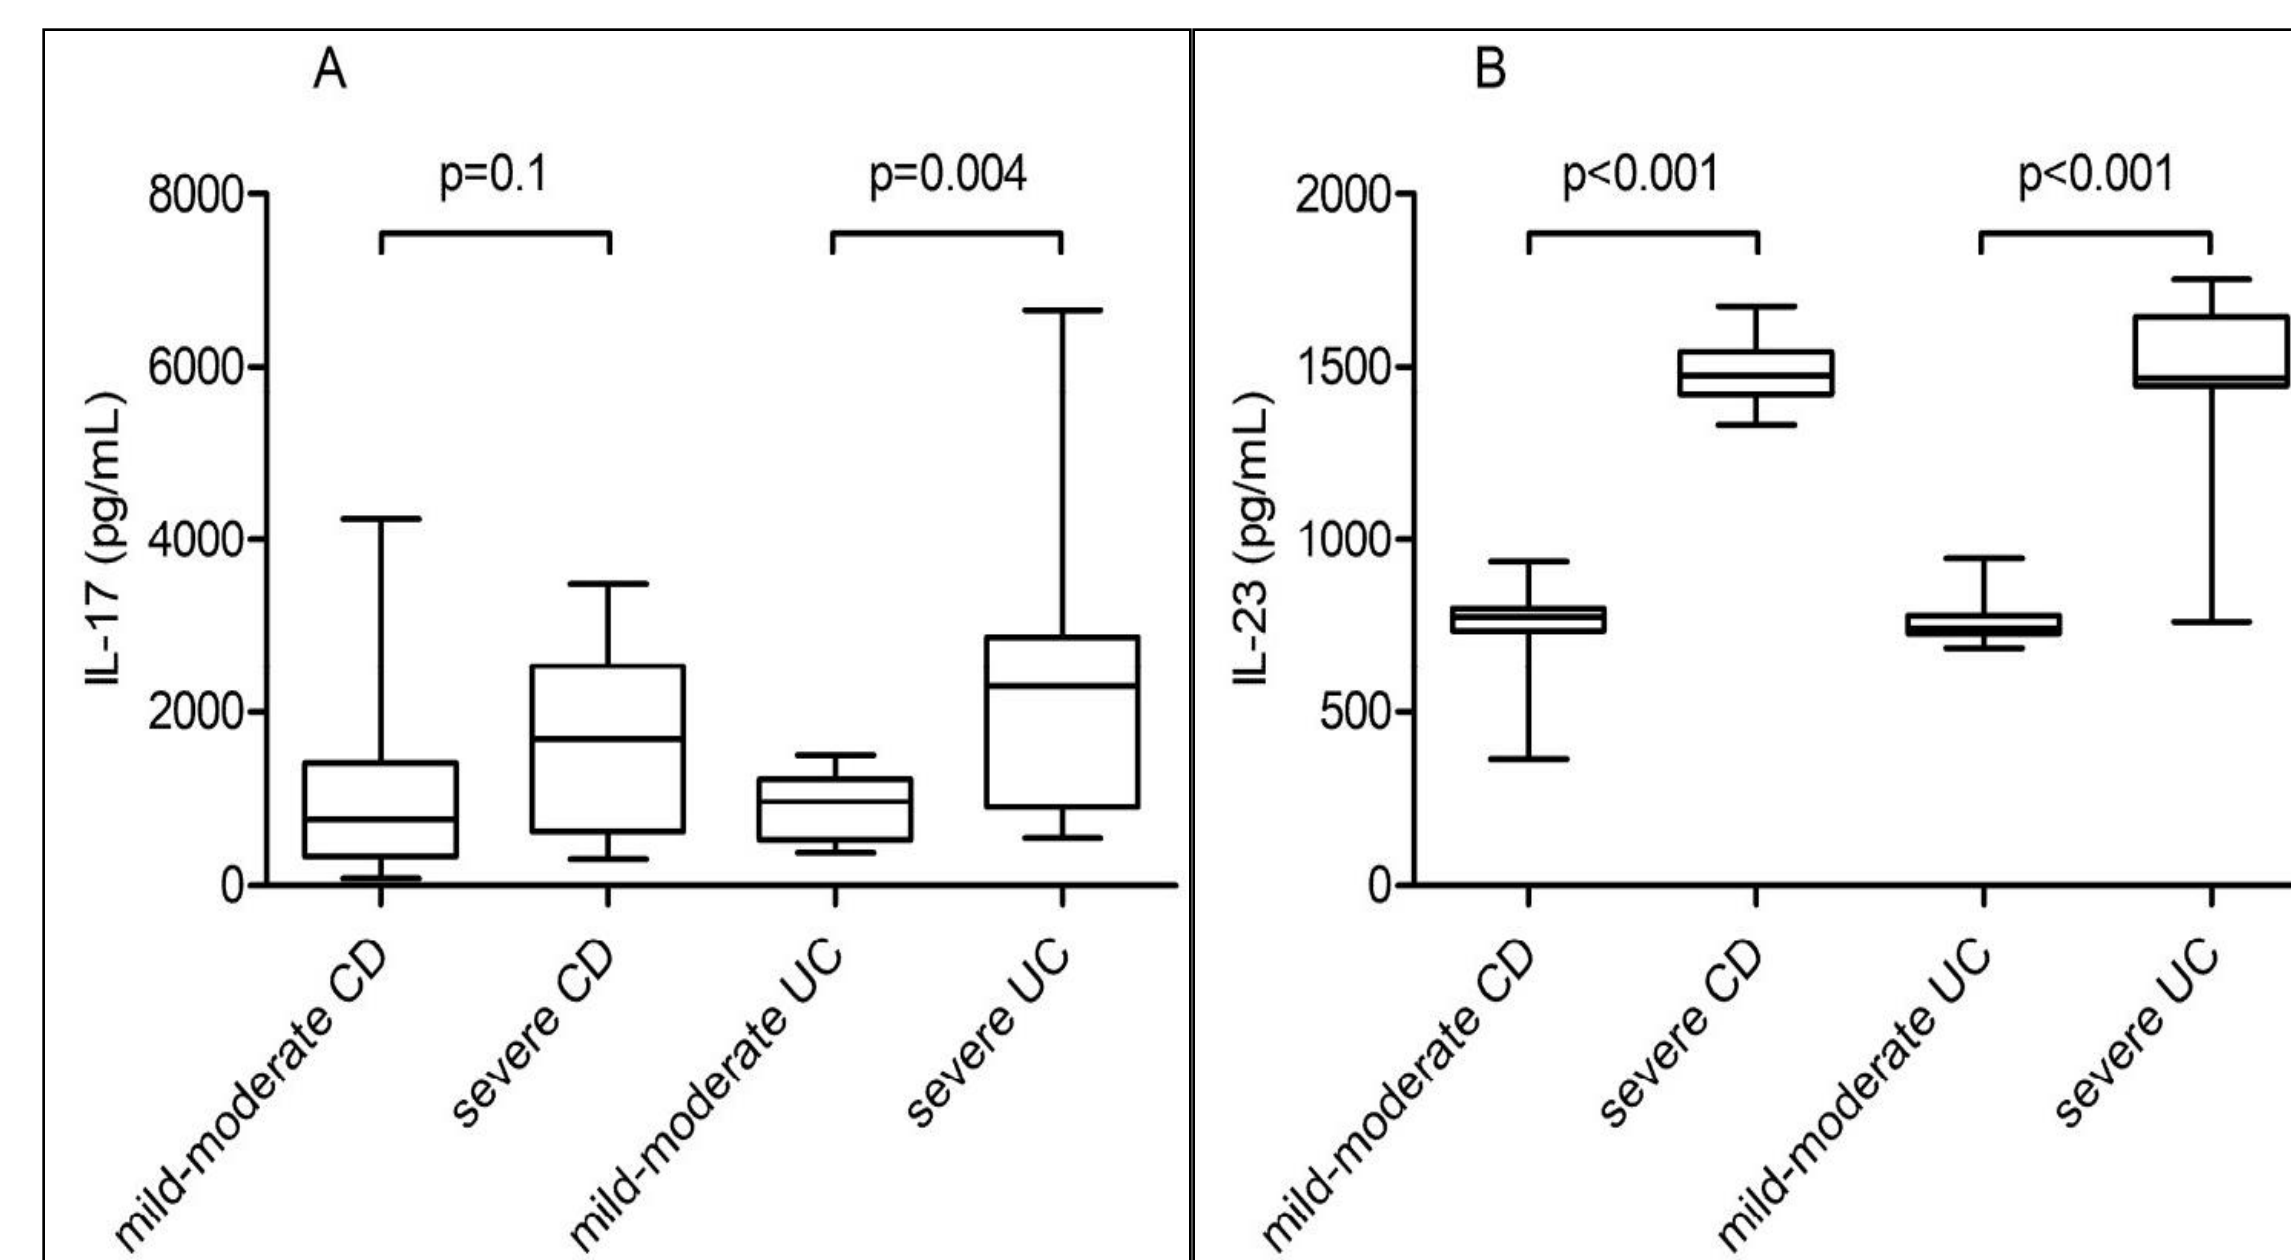 A
p=0.1
p=0.004
8000
6000
4000
2000
0
IL-17 (pg/mL)
mild-moderate CD
severe CD
mild-moderate UC
severe UC
B
p<0.001
p<0.001
2000
1500
1000
500
0
IL-23 (pg/mL)
mild-moderate CD
severe CD
mild-moderate UC
severe UC